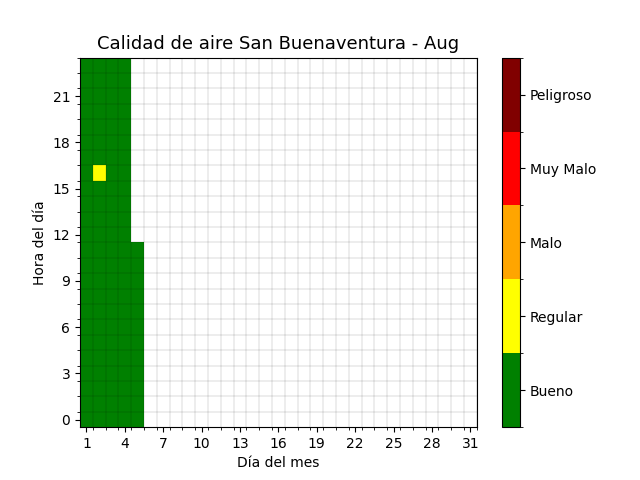 Calidad de aire San Buenaventura - Aug
Hora del día
21
18
15
12
9
6
3
0
1 4 7 10 13 16 19 22 25 28 31
Día del mes
Peligroso
Muy Malo
Malo
Regular
Bueno